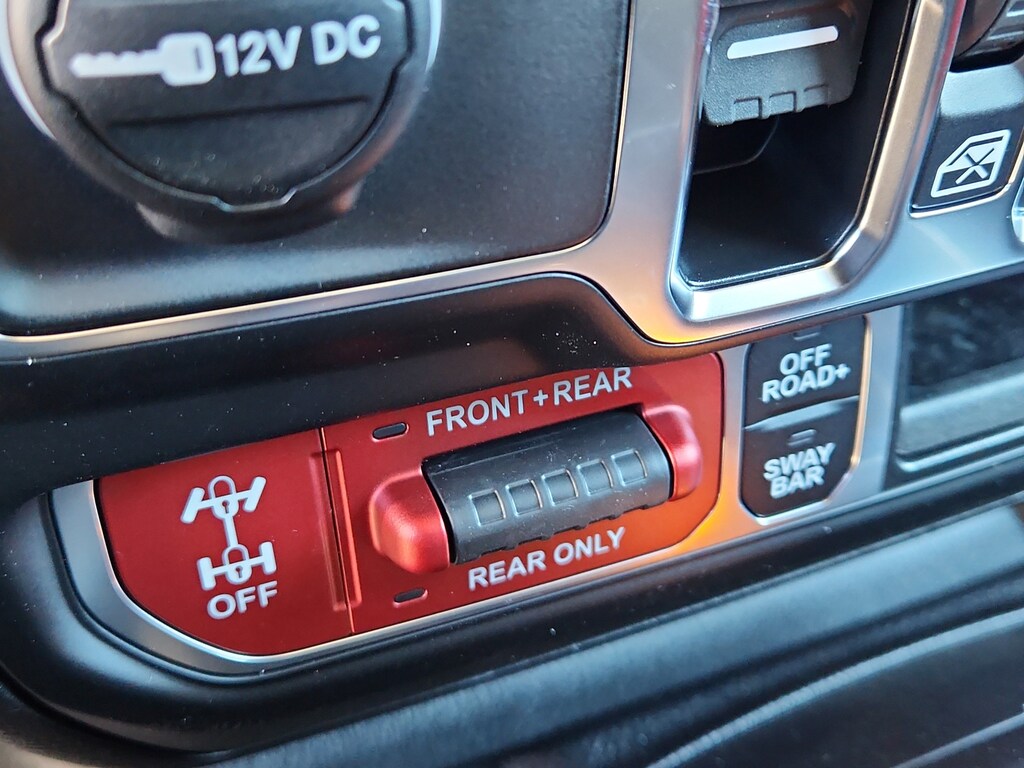 12V DC
FRONT+REAR
REAR ONLY
OFF
OFF
ROAD+
SWAY
BAR